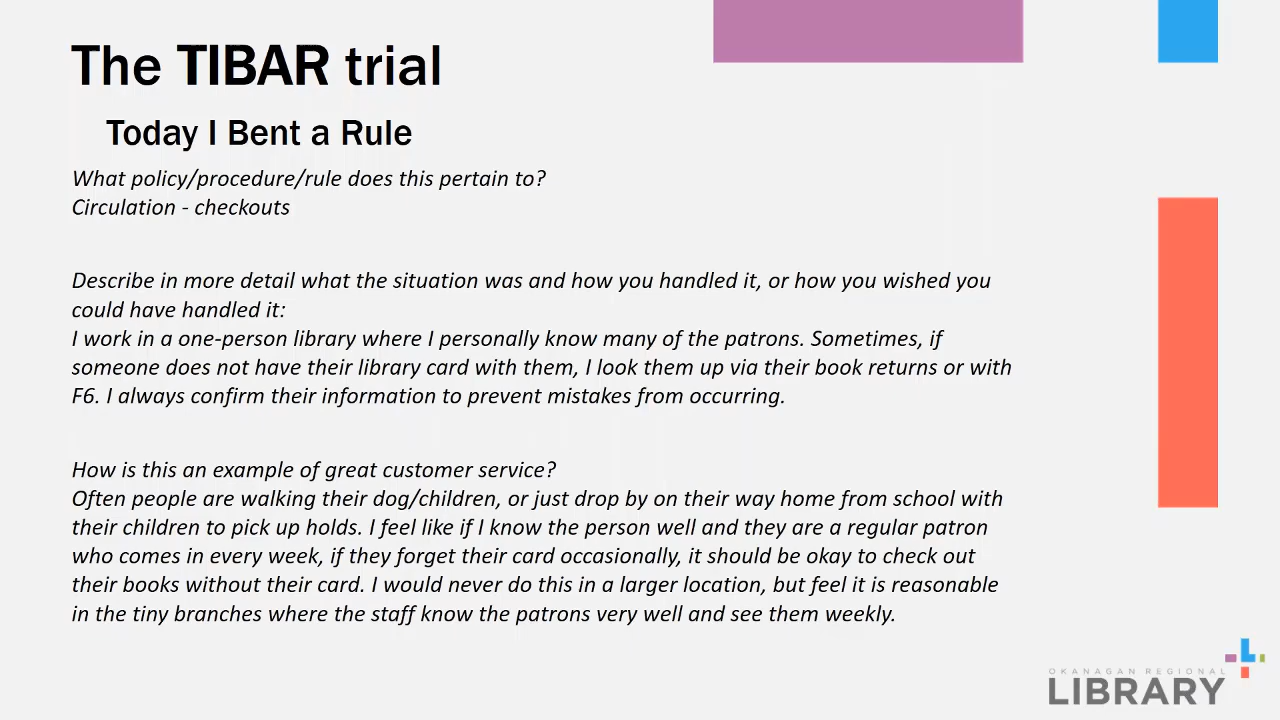 The TIBAR trial
Today I Bent a Rule
What policy/procedure/rule does this pertain to?
Circulation - checkouts
Describe in more detail what the situation was and how you handled it, or how you wished you
could have handled it:
I work in a one-person library where I personally know many of the patrons. Sometimes, if
someone does not have their library card with them, I look them up via their book returns or with
F6. I always confirm their information to prevent mistakes from occurring.
How is this an example of great customer service?
Often people are walking their dog/children, or just drop by on their way home from school with
their children to pick up holds. I feel like if I know the person well and they are a regular patron
who comes in every week, if they forget their card occasionally, it should be okay to check out
their books without their card. I would never do this in a larger location, but feel it is reasonable
in the tiny branches where the staff know the patrons very well and see them weekly.
OKANAGAN REGIONAL
LIBRARY